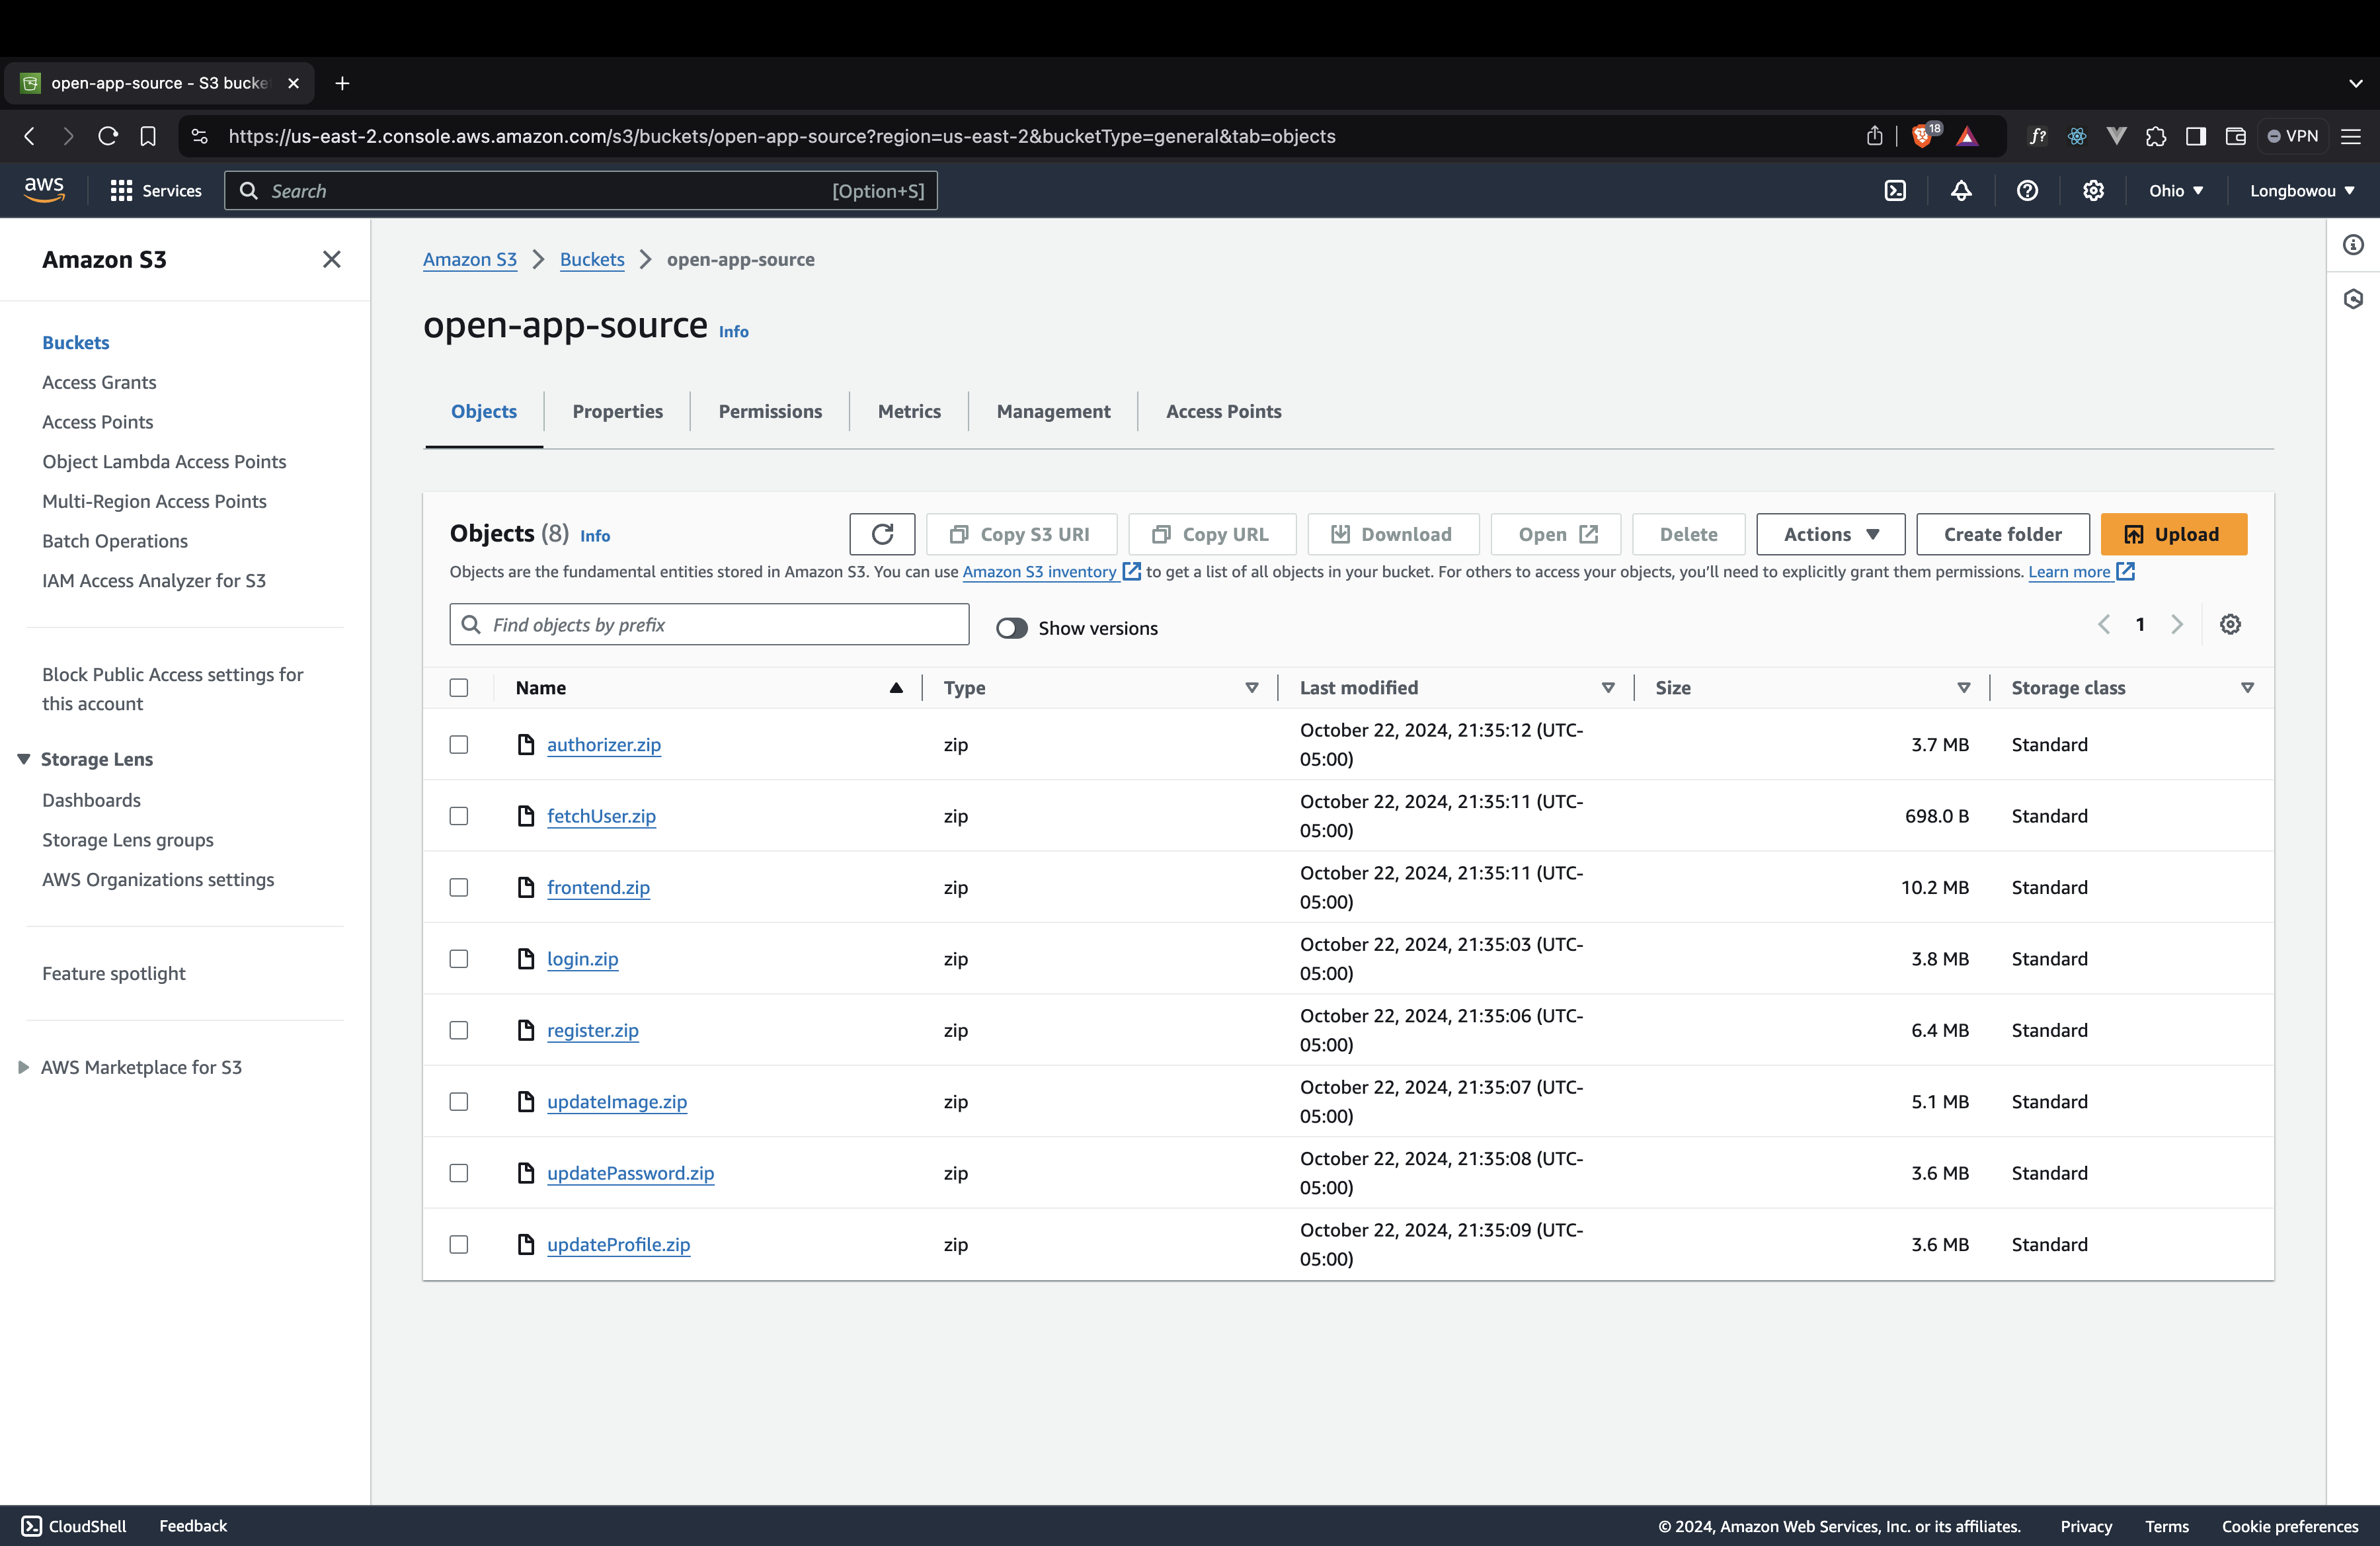 open-app-source - S3 bucke
https://us-east-2.console.aws.amazon.com/s3/buckets/open-app-source?region=us-east-2&bucketType=general&tab=objects
18
f?
VPN
aws
Services
Search
[Option+S]
Ohio
Longbowou
Amazon S3
Buckets
Access Grants
Access Points
Object Lambda Access Points
Multi-Region Access Points
Batch Operations
IAM Access Analyzer for S3
Block Public Access settings for
this account
Storage Lens
Dashboards
Storage Lens groups
AWS Organizations settings
Feature spotlight
AWS Marketplace for S3
Amazon S3 > Buckets > open-app-source
open-app-source Info
Objects Properties Permissions Metrics Management Access Points
Objects (8) Info
Copy S3 URI
Copy URL
Download
Open
Delete
Actions
Create folder
Upload
Objects are the fundamental entities stored in Amazon S3. You can use Amazon S3 inventory to get a list of all objects in your bucket. For others to access your objects, you'll need to explicitly grant them permissions. Learn more
Find objects by prefix
Show versions
1
Name Type Last modified Size Storage class
authorizer.zip zip October 22, 2024, 21:35:12 (UTC-
05:00) 3.7 MB Standard
fetchUser.zip zip October 22, 2024, 21:35:11 (UTC-
05:00) 698.0 B Standard
frontend.zip zip October 22, 2024, 21:35:11 (UTC-
05:00) 10.2 MB Standard
login.zip zip October 22, 2024, 21:35:03 (UTC-
05:00) 3.8 MB Standard
register.zip zip October 22, 2024, 21:35:06 (UTC-
05:00) 6.4 MB Standard
updateImage.zip zip October 22, 2024, 21:35:07 (UTC-
05:00) 5.1 MB Standard
updatePassword.zip zip October 22, 2024, 21:35:08 (UTC-
05:00) 3.6 MB Standard
updateProfile.zip zip October 22, 2024, 21:35:09 (UTC-
05:00) 3.6 MB Standard
CloudShell Feedback © 2024, Amazon Web Services, Inc. or its affiliates. Privacy Terms Cookie preferences